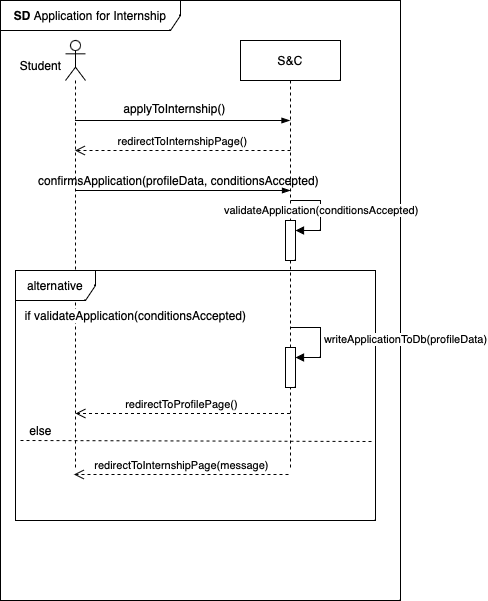 SD Application for Internship
Student
S&C
applyToInternship()
redirectToInternshipPage()
confirmsApplication(profileData, conditionsAccepted)
validateApplication(conditionsAccepted)
alternative
if validateApplication(conditionsAccepted)
writeApplicationToDb(profileData)
redirectToProfilePage()
else
redirectToInternshipPage(message)